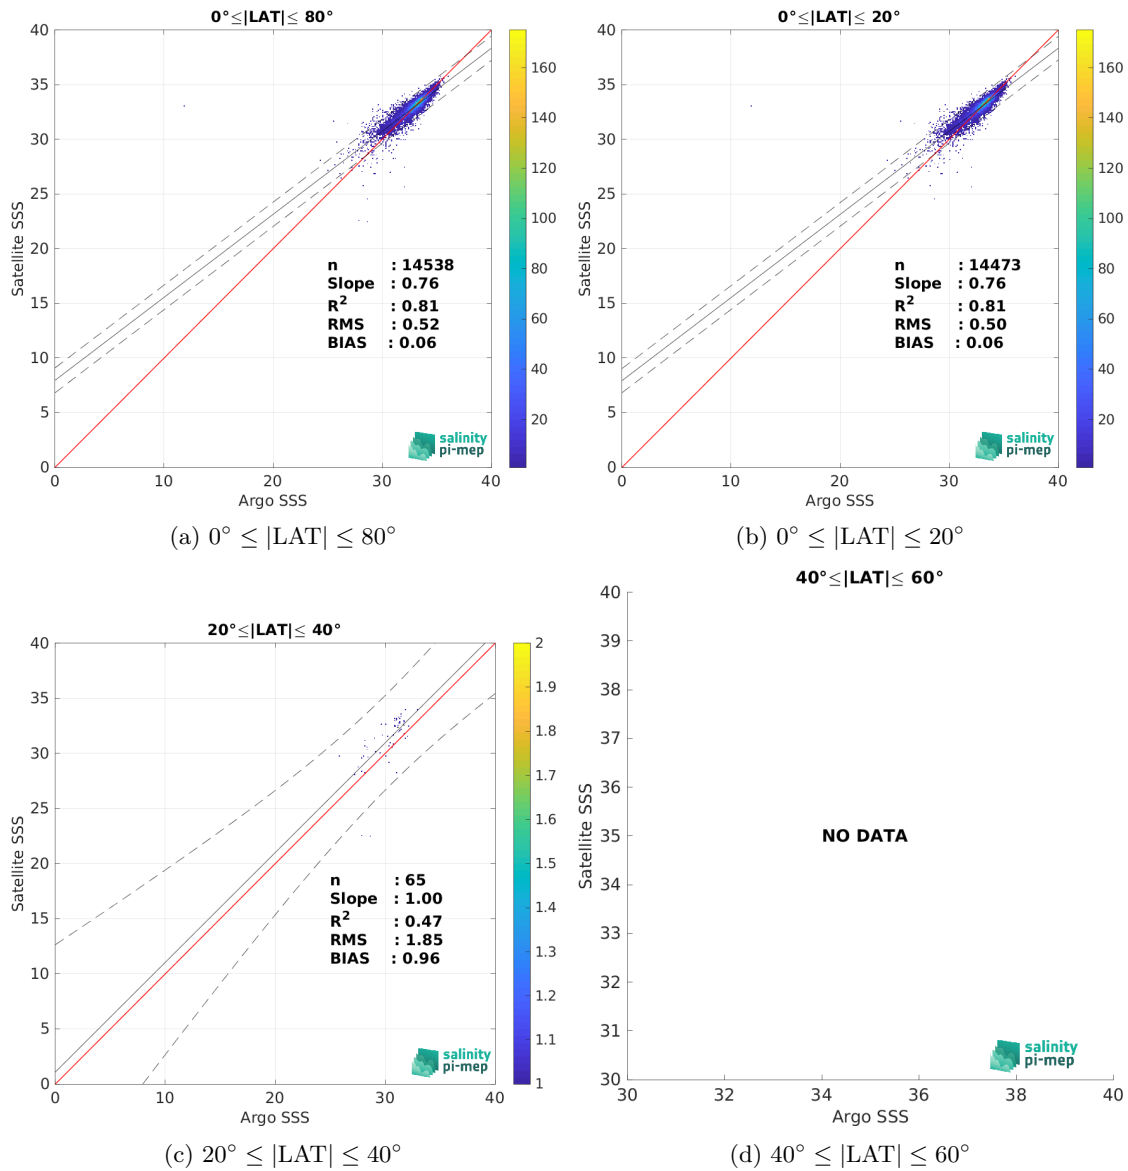 0°≤|LAT|≤ 80°
40
35
30
25
20
15
10
5
0
Satellite SSS
n : 14538
Slope : 0.76
R2 : 0.81
RMS : 0.52
BIAS : 0.06
salinity
pi-mep
0 10 20 30 40
Argo SSS
160
140
120
100
80
60
40
20
(a) 0° ≤ |LAT| ≤ 80°
0°≤|LAT|≤ 20°
40
35
30
25
20
15
10
5
0
Satellite SSS
n : 14473
Slope : 0.76
R2 : 0.81
RMS : 0.50
BIAS : 0.06
salinity
pi-mep
0 10 20 30 40
Argo SSS
160
140
120
100
80
60
40
20
(b) 0° ≤ |LAT| ≤ 20°
20°≤|LAT|≤ 40°
40
35
30
25
20
15
10
5
0
Satellite SSS
n : 65
Slope : 1.00
R2 : 0.47
RMS : 1.85
BIAS : 0.96
salinity
pi-mep
0 10 20 30 40
Argo SSS
2
1.9
1.8
1.7
1.6
1.5
1.4
1.3
1.2
1.1
1
(c) 20° ≤ |LAT| ≤ 40°
40°≤|LAT|≤ 60°
40
39
38
37
36
35
34
33
32
31
30
Satellite SSS
NO DATA
salinity
pi-mep
30 32 34 36 38 40
Argo SSS
(d) 40° ≤ |LAT| ≤ 60°